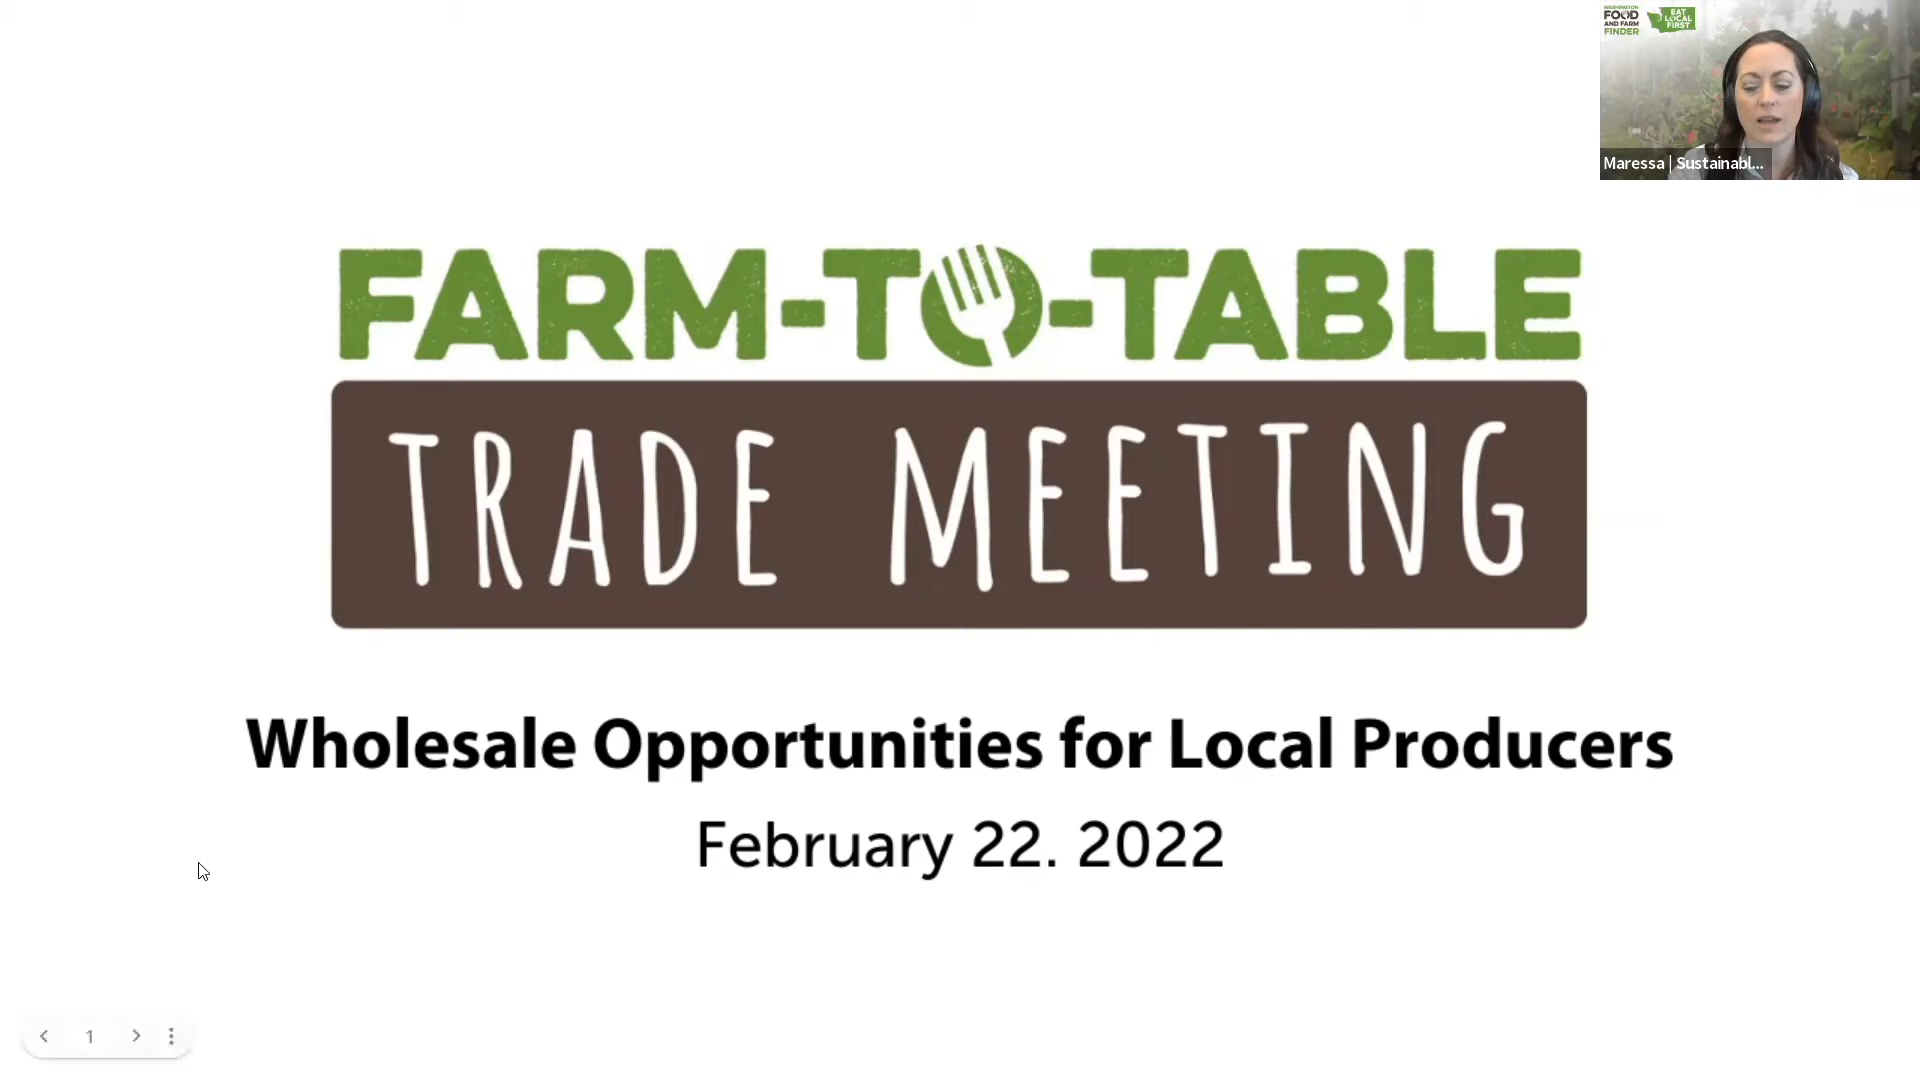 WASHINGTON
FOOD
AND FARM
FINDER
EAT
LOCAL
FIRST
Maressa | Sustainabl...
FARM-TO-TABLE
TRADE MEETING
Wholesale Opportunities for Local Producers
February 22. 2022
1